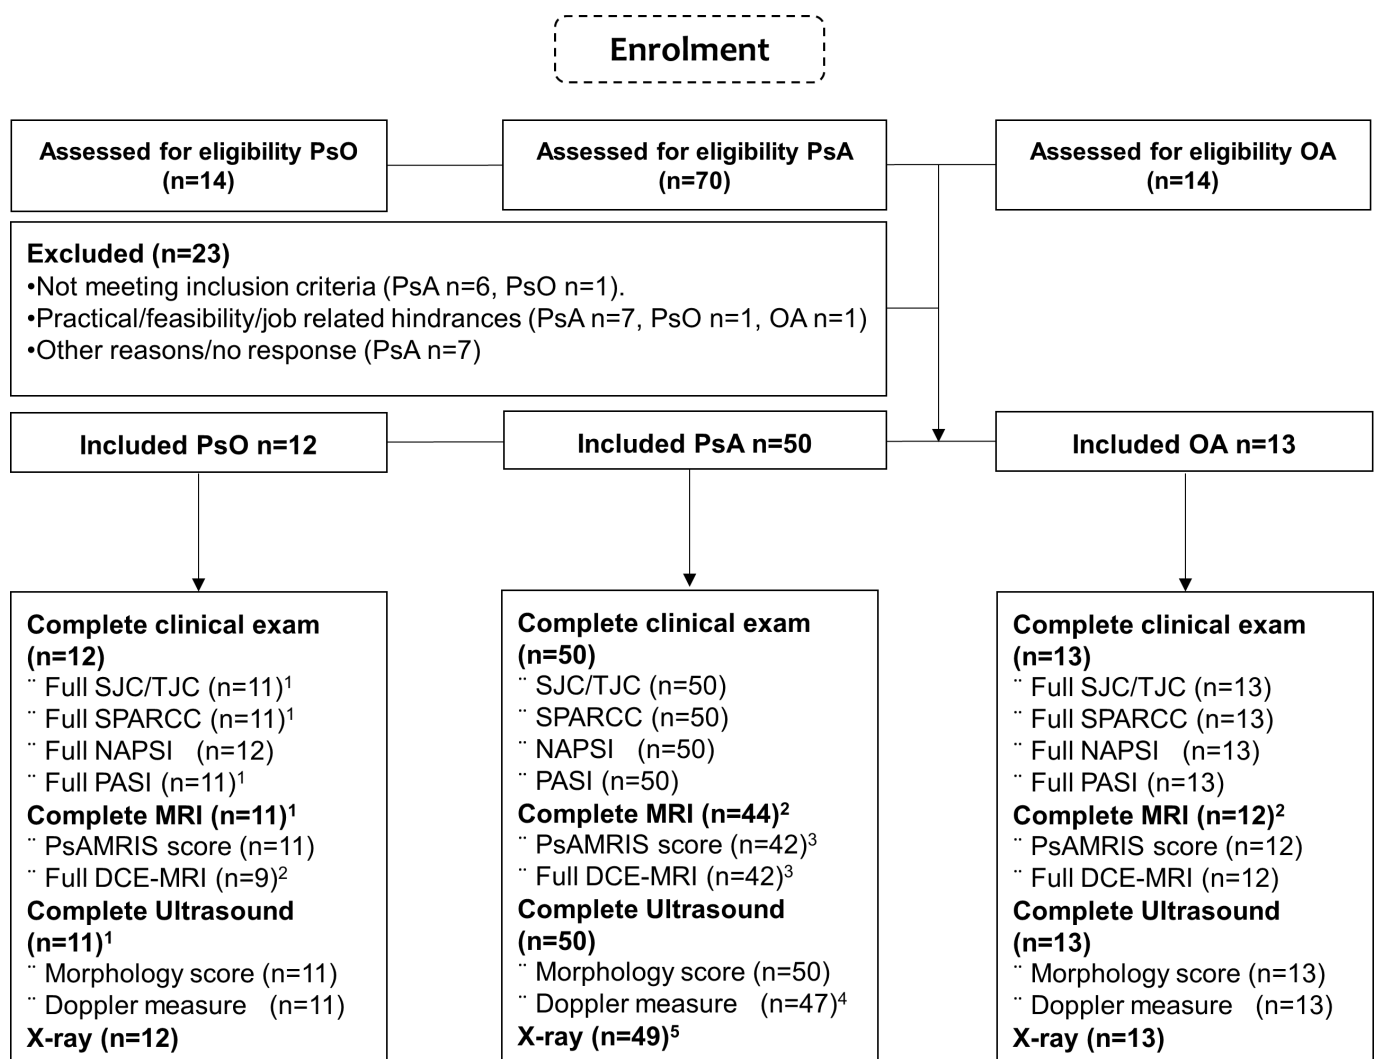 Enrolment
Assessed for eligibility PsO
(n=14)
Assessed for eligibility PsA
(n=70)
Assessed for eligibility OA
(n=14)
Excluded (n=23)
•Not meeting inclusion criteria (PsA n=6, PsO n=1).
•Practical/feasibility/job related hindrances (PsA n=7, PsO n=1, OA n=1)
•Other reasons/no response (PsA n=7)
Included PsO n=12
Included PsA n=50
Included OA n=13
Complete clinical exam
(n=12)
¨ Full SJC/TJC (n=11)¹
¨ Full SPARCC (n=11)¹
¨ Full NAPSI (n=12)
¨ Full PASI (n=11)¹
Complete MRI (n=11)¹
¨ PsAMRIS score (n=11)
¨ Full DCE-MRI (n=9)²
Complete Ultrasound
(n=11)¹
¨ Morphology score (n=11)
¨ Doppler measure (n=11)
X-ray (n=12)
Complete clinical exam
(n=50)
¨ SJC/TJC (n=50)
¨ SPARCC (n=50)
¨ NAPSI (n=50)
¨ PASI (n=50)
Complete MRI (n=44)²
¨ PsAMRIS score (n=42)³
¨ Full DCE-MRI (n=42)³
Complete Ultrasound
(n=50)
¨ Morphology score (n=50)
¨ Doppler measure (n=47)⁴
X-ray (n=49)⁵
Complete clinical exam
(n=13)
¨ Full SJC/TJC (n=13)
¨ Full SPARCC (n=13)
¨ Full NAPSI (n=13)
¨ Full PASI (n=13)
Complete MRI (n=12)²
¨ PsAMRIS score (n=12)
¨ Full DCE-MRI (n=12)
Complete Ultrasound
(n=13)
¨ Morphology score (n=13)
¨ Doppler measure (n=13)
X-ray (n=13)